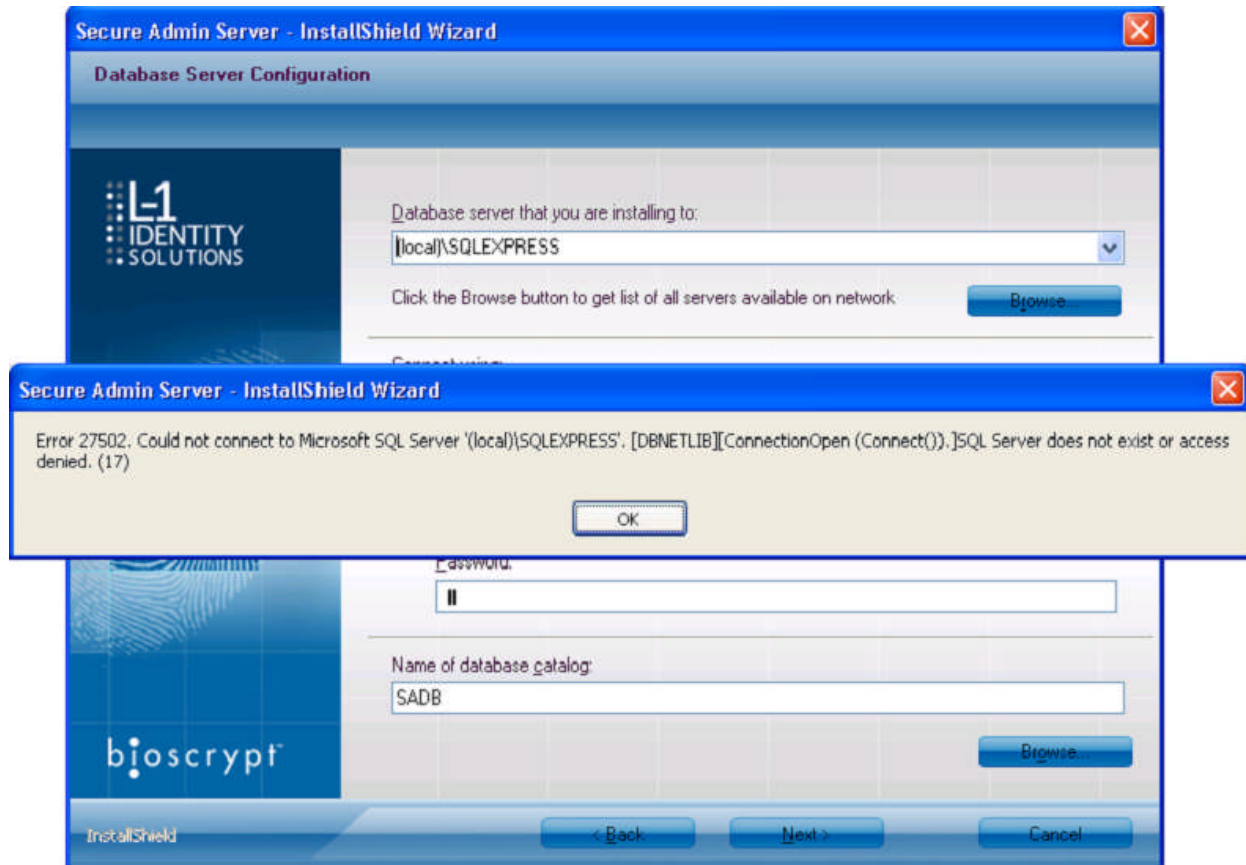 Secure Admin Server - InstallShield Wizard
Database Server Configuration
L-1
IDENTITY
SOLUTIONS
Database server that you are installing to:
(local)\SQLEXPRESS
Click the Browse button to get list of all servers available on network
Browse...
Secure Admin Server - InstallShield Wizard
Error 27502. Could not connect to Microsoft SQL Server '(local)\SQLEXPRESS'. [DBNETLIB][ConnectionOpen (Connect()).]SQL Server does not exist or access
denied. (17)
OK
Password:
Name of database catalog:
SADB
bioscrypt
Browse...
InstallShield
< Back
Next >
Cancel